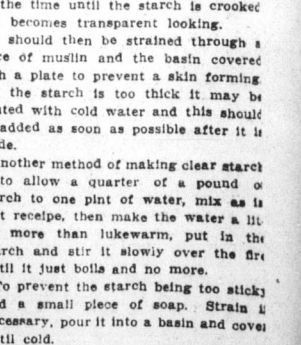 the time until the starch is crooked
becomes transparent looking.
should then be strained through a
ce of muslin and the basin covered
h a plate to prevent a skin forming.
the starch is too thick it may be
uted with cold water and this should
added as soon as possible after it is
de.
nother method of making clear starch
to allow a quarter of a pound of
rch to one pint of water, mix as in
t receipe, then make the water a lit-
more than lukewarm, put in the
arch and stir it slowly over the fire
til it just boils and no more.
To prevent the starch being too sticky
d a small piece of soap. Strain if
cessary, pour it into a basin and cover
til cold.